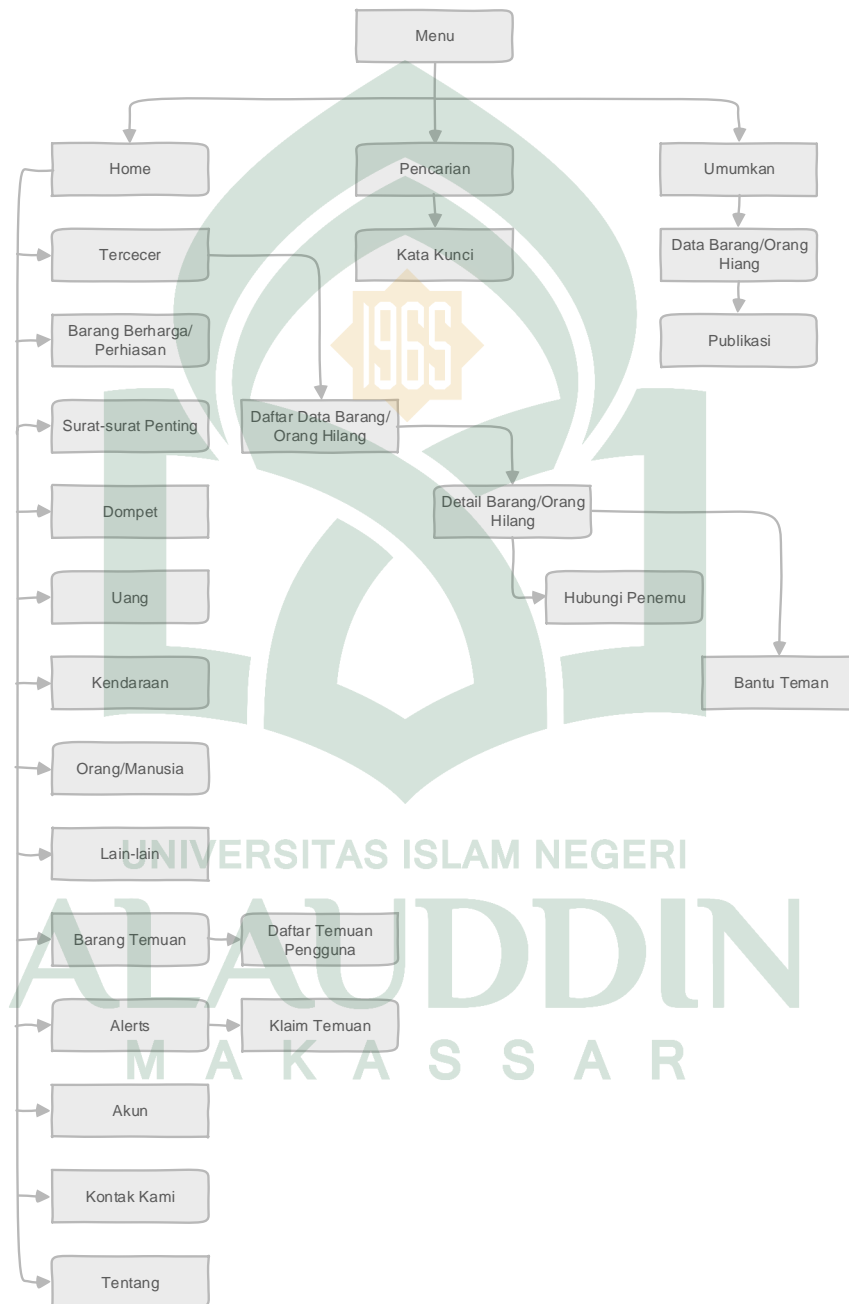 Menu
Home
Pencarian
Umumkan
Tercecer
Kata Kunci
Data Barang/Orang
Hiang
Barang Berharga/
Perhiasan
1965
Publikasi
Surat-surat Penting
Daftar Data Barang/
Orang Hilang
Dompet
Detail Barang/Orang
Hilang
Uang
Hubungi Penemu
Kendaraan
Bantu Teman
Orang/Manusia
Lain-lain
UNIVERSITAS ISLAM NEGERI
Barang Temuan
Daftar Temuan
Pengguna
ALAUDDIN
Alerts
Klaim Temuan
MAKASSAR
Akun
Kontak Kami
Tentang